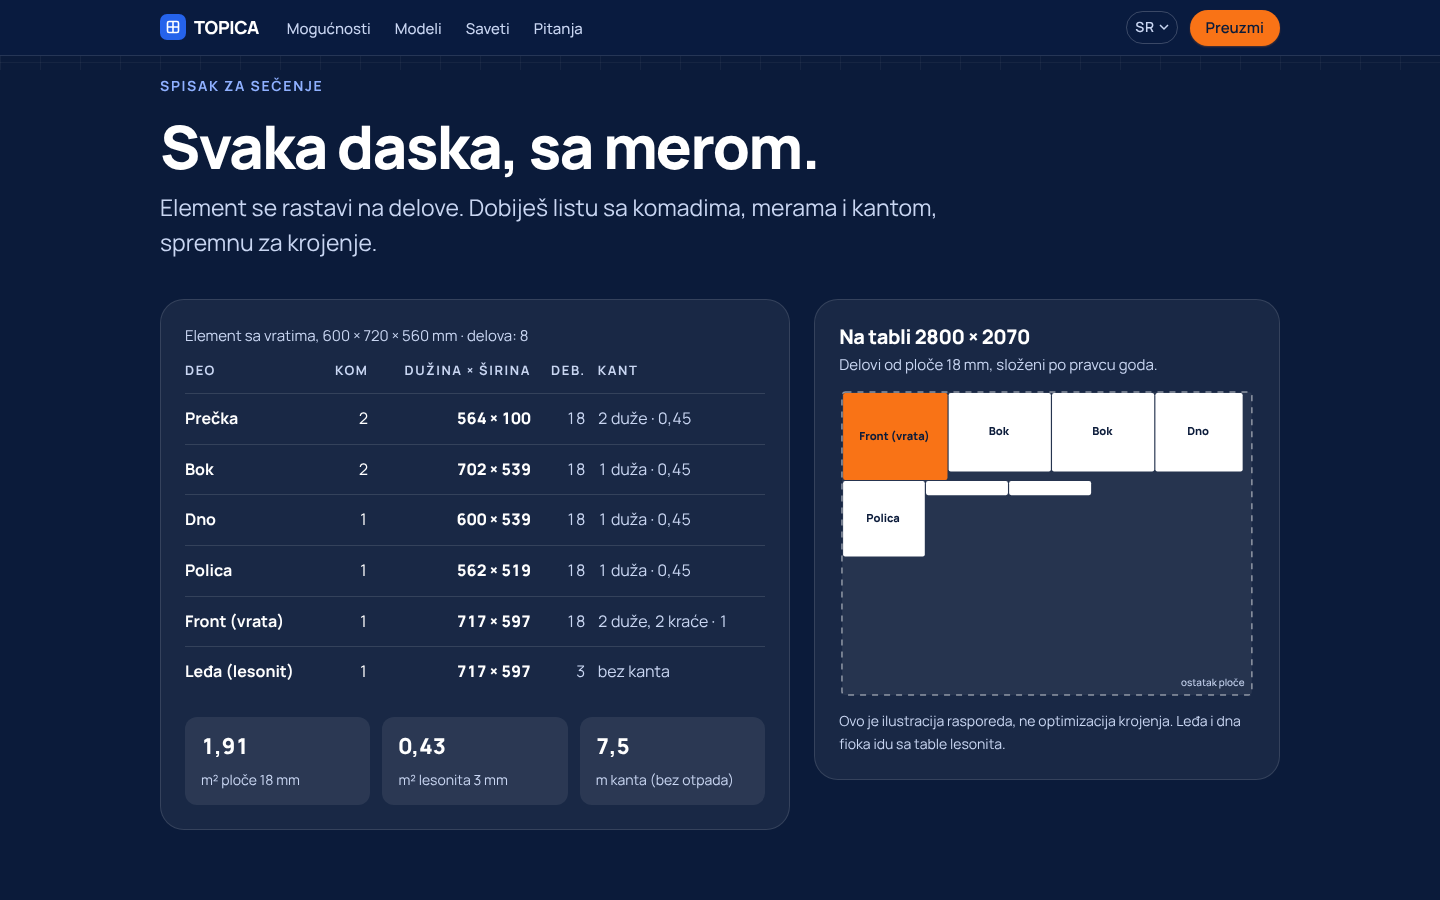 TOPICA Mogućnosti Modeli Saveti Pitanja SR Preuzmi
SPISAK ZA SEČENJE
Svaka daska, sa merom.
Element se rastavi na delove. Dobiješ listu sa komadima, merama i kantom,
spremnu za krojenje.
Element sa vratima, 600 × 720 × 560 mm · delova: 8
DEO KOM DUŽINA × ŠIRINA DEB. KANT
Prečka 2 564 × 100 18 2 duže · 0,45
Bok 2 702 × 539 18 1 duža · 0,45
Dno 1 600 × 539 18 1 duža · 0,45
Polica 1 562 × 519 18 1 duža · 0,45
Front (vrata) 1 717 × 597 18 2 duže, 2 kraće · 1
Leđa (lesonit) 1 717 × 597 3 bez kanta
1,91
m² ploče 18 mm
0,43
m² lesonita 3 mm
7,5
m kanta (bez otpada)
Na tabli 2800 × 2070
Delovi od ploče 18 mm, složeni po pravcu goda.
Front (vrata) Bok Bok Dno
Polica
ostatak ploče
Ovo je ilustracija rasporeda, ne optimizacija krojenja. Leđa i dna
fioka idu sa table lesonita.